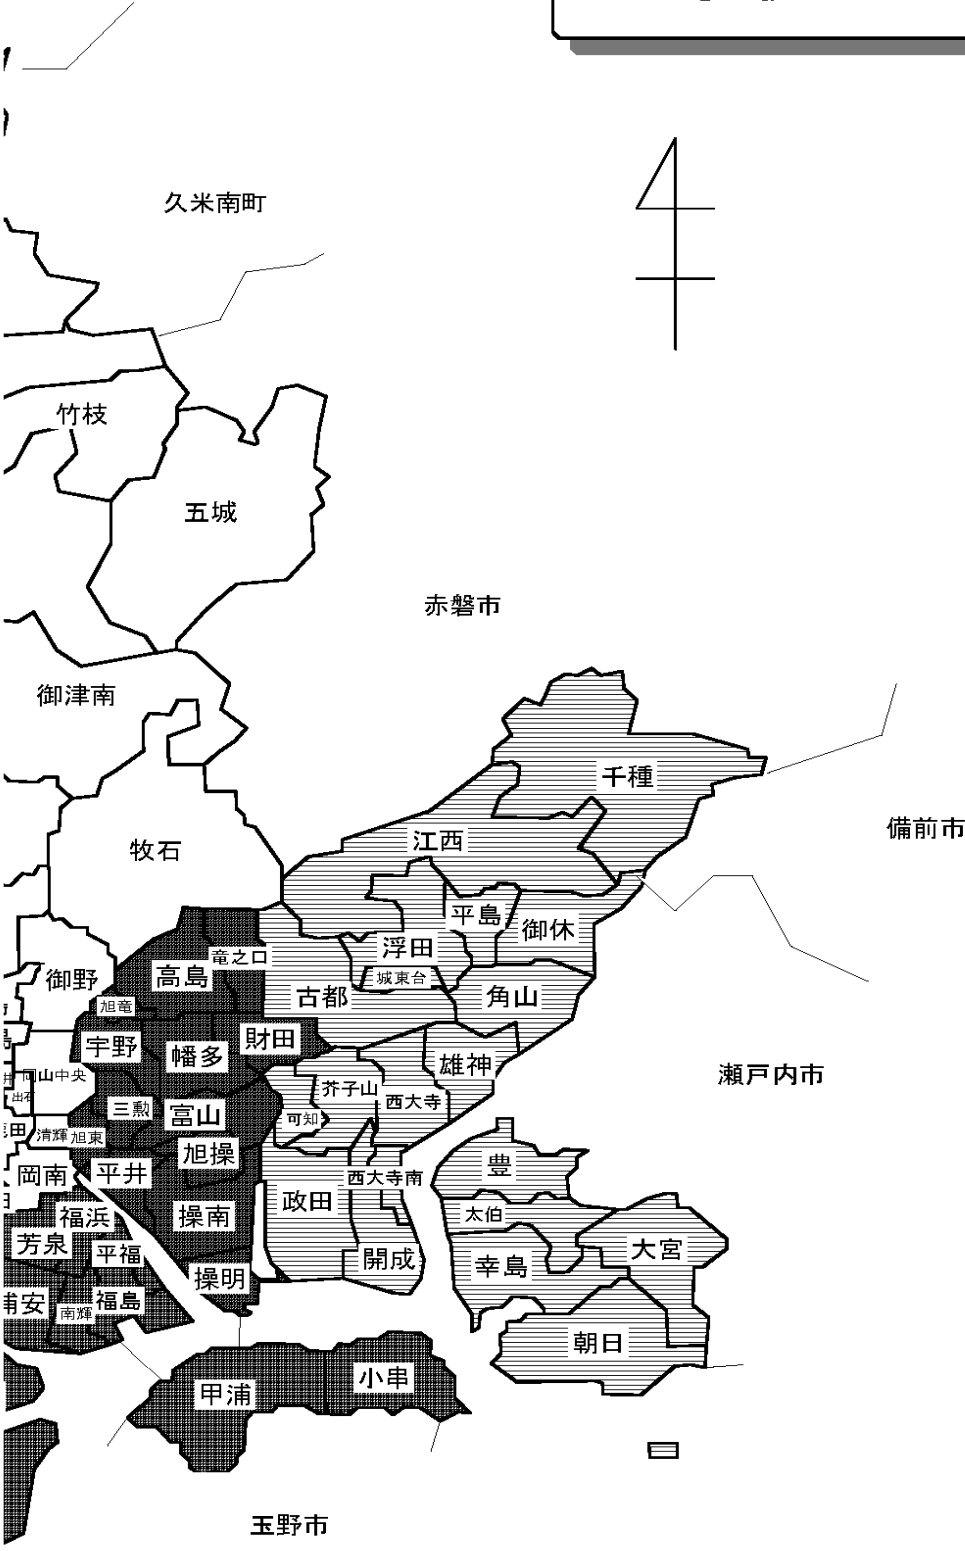 久米南町
竹枝
五城
赤磐市
御津南
千種
備前市
江西
牧石
平島
御休
浮田
竜之口
高島
御野
城東台
古都
角山
旭竜
財田
宇野
幡多
雄神
岡山中央
瀬戸内市
芥子山
西大寺
出石
三勲
富山
可知
清輝
旭東
旭操
豊
岡南
平井
西大寺南
政田
福浜
操南
太伯
芳泉
平福
大宮
開成
幸島
操明
浦安
南輝
福島
朝日
甲浦
小串
玉野市